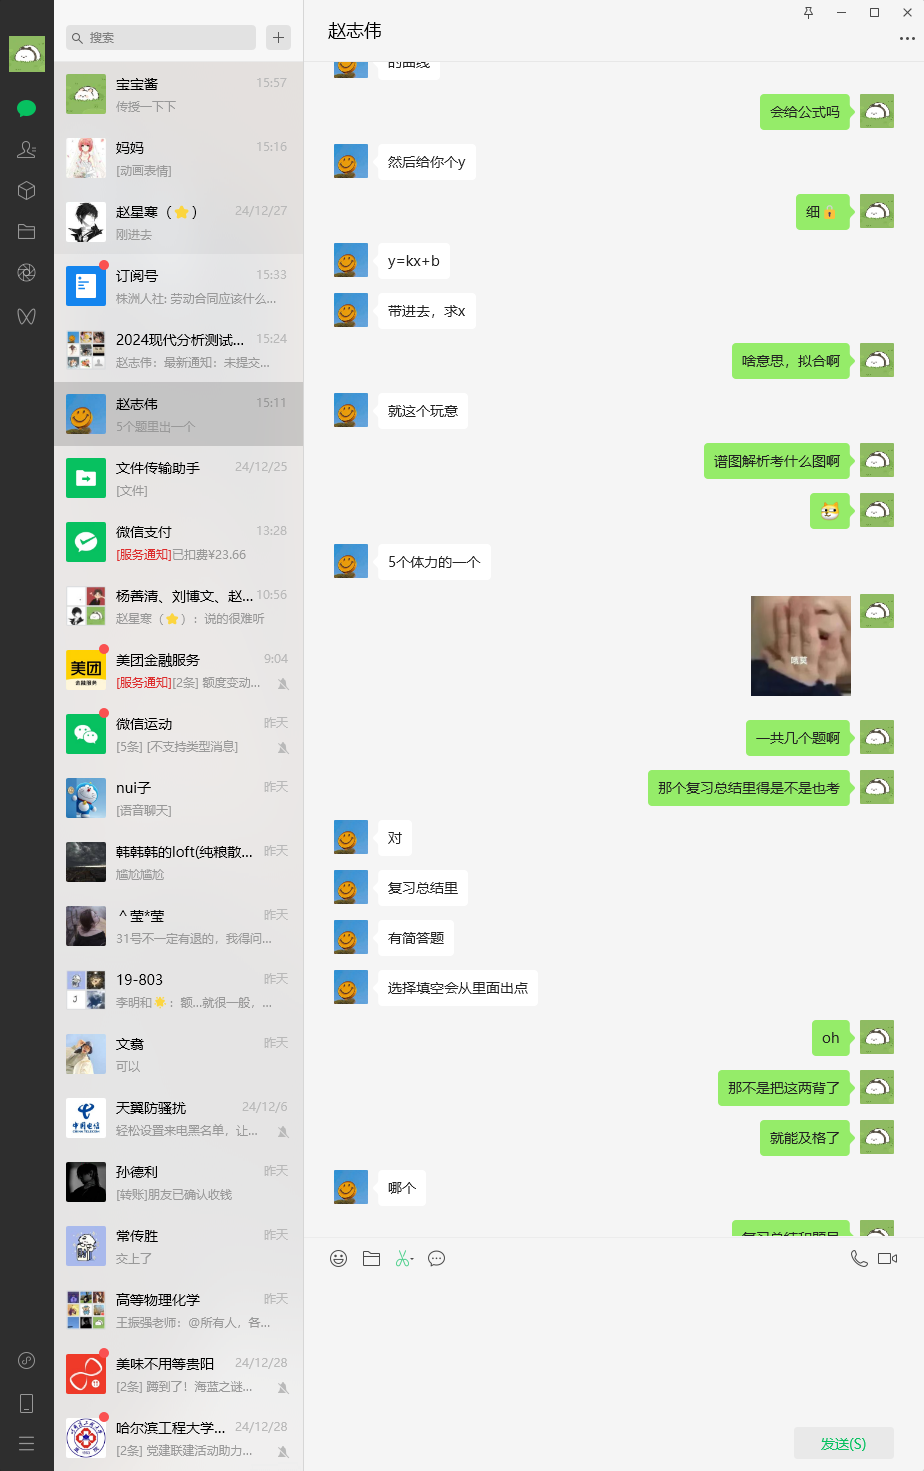 搜索
宝宝酱 15:57
传授一下下
妈妈 15:16
[动画表情]
赵星寒（⭐） 24/12/27
刚进去
订阅号 15:33
株洲人社: 劳动合同应该什么...
2024现代分析测试... 15:24
赵志伟：最新通知：未提交...
赵志伟 15:11
5个题里出一个
文件传输助手 24/12/25
[文件]
微信支付 13:28
[服务通知]已扣费¥23.66
杨善清、刘博文、赵... 10:56
赵星寒（⭐）：说的很难听
美团
金融服务
美团金融服务 9:04
[服务通知][2条] 额度变动...
微信运动 昨天
[5条] [不支持类型消息]
nui子 昨天
[语音聊天]
韩韩韩的loft(纯粮散... 昨天
尴尬尴尬
^莹*莹 昨天
31号不一定有退的，我得问...
19-803 昨天
李明和☀：额...就很一般，...
文鸯 昨天
可以
中国电信
天翼防骚扰 24/12/6
轻松设置来电黑名单，让...
孙德利 昨天
[转账]朋友已确认收钱
常传胜 昨天
交上了
高等物理化学 昨天
王振强老师：@所有人，各...
美味不用等贵阳 24/12/28
[2条] 蹲到了！海蓝之谜...
哈尔滨工程大学... 24/12/28
[2条] 党建联建活动助力...
赵志伟
的曲线
会给公式吗
然后给你个y
细🔒
y=kx+b
带进去，求x
啥意思，拟合啊
就这个玩意
谱图解析考什么图啊
5个体力的一个
一共几个题啊
那个复习总结里得是不是也考
对
复习总结里
有简答题
选择填空会从里面出点
oh
那不是把这两背了
就能及格了
哪个
复习总结和题目
发送(S)